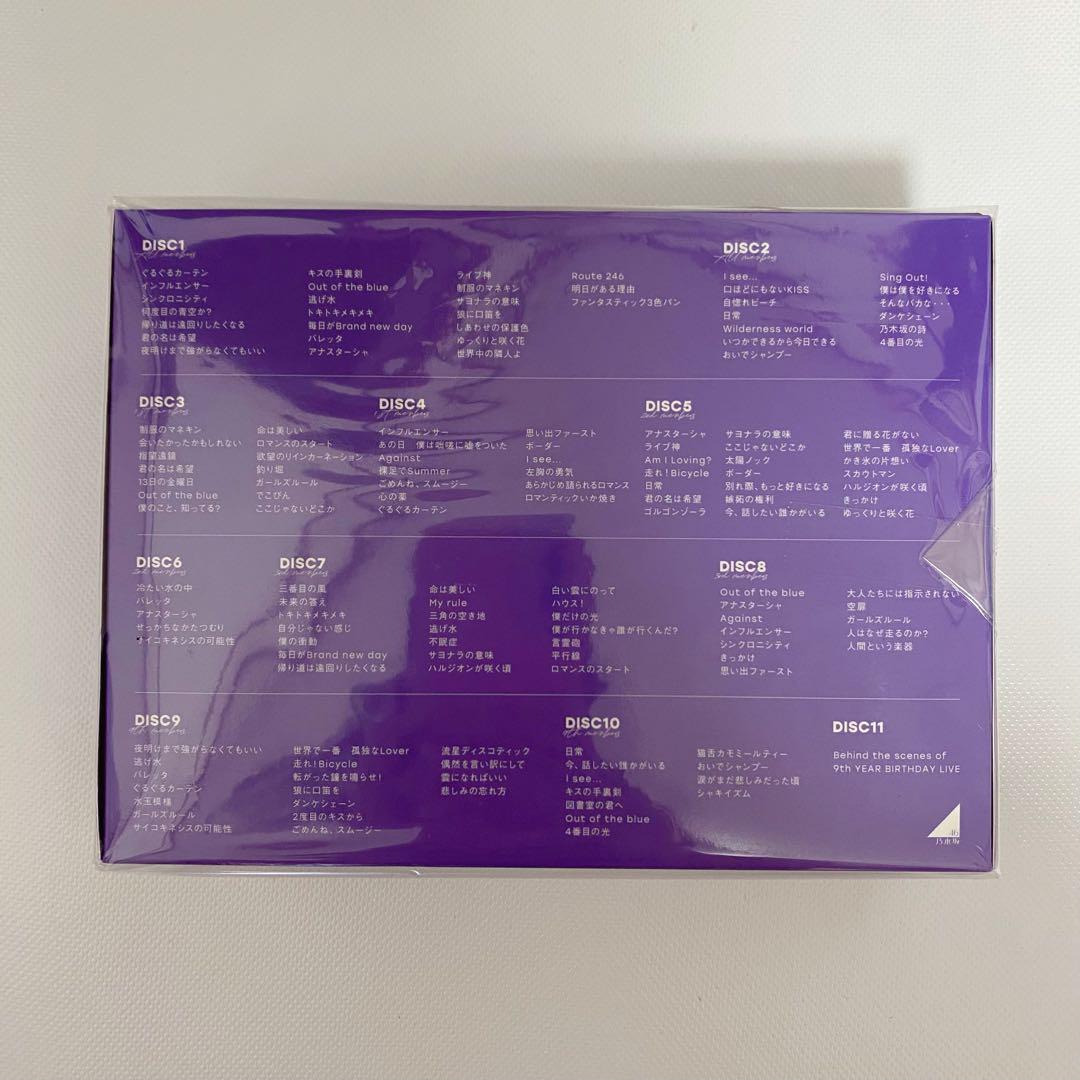 DISC1
All members
ぐるぐるカーテン
インフルエンサー
シンクロニシティ
何度目の青空か?
帰り道は遠回りしたくなる
君の名は希望
夜明けまで強がらなくてもいい
キスの手裏剣
Out of the blue
逃げ水
トキトキメキメキ
毎日がBrand new day
バレッタ
アナスターシャ
ライブ神
制服のマネキン
サヨナラの意味
狼に口笛を
しあわせの保護色
ゆっくりと咲く花
世界中の隣人よ
Route 246
明日がある理由
ファンタスティック3色パン
DISC2
All members
I see...
口ほどにもないKISS
自惚れビーチ
日常
Wilderness world
いつかできるから今日できる
おいでシャンプー
Sing Out!
僕は僕を好きになる
そんなバカな・・・
ダンケシェーン
乃木坂の詩
4番目の光
DISC3
1st members
制服のマネキン
会いたかったかもしれない
指望遠鏡
君の名は希望
13日の金曜日
Out of the blue
僕のこと、知ってる?
命は美しい
ロマンスのスタート
欲望のリインカーネーション
釣り堀
ガールズルール
でこぴん
ここじゃないどこか
DISC4
1st members
インフルエンサー
あの日 僕は咄嗟に嘘をついた
Against
裸足でSummer
ごめんね、スムージー
心の薬
ぐるぐるカーテン
思い出ファースト
ボーダー
I see...
左胸の勇気
あらかじめ語られるロマンス
ロマンティックいか焼き
DISC5
2nd members
アナスターシャ
ライブ神
Am I Loving?
走れ!Bicycle
日常
君の名は希望
ゴルゴンゾーラ
サヨナラの意味
ここじゃないどこか
太陽ノック
ボーダー
別れ際、もっと好きになる
嫉妬の権利
今、話したい誰かがいる
君に贈る花がない
世界で一番 孤独なLover
かき氷の片想い
スカウトマン
ハルジオンが咲く頃
きっかけ
ゆっくりと咲く花
DISC6
2nd members
冷たい水の中
バレッタ
アナスターシャ
せっかちなかたつむり
サイコキネシスの可能性
DISC7
3rd members
三番目の風
未来の答え
トキトキメキメキ
自分じゃない感じ
僕の衝動
毎日がBrand new day
帰り道は遠回りしたくなる
命は美しい
My rule
三角の空き地
逃げ水
不眠症
サヨナラの意味
ハルジオンが咲く頃
白い雲にのって
ハウス!
僕だけの光
僕が行かなきゃ誰が行くんだ?
言霊砲
平行線
ロマンスのスタート
DISC8
3rd members
Out of the blue
アナスターシャ
Against
インフルエンサー
シンクロニシティ
きっかけ
思い出ファースト
大人たちには指示されない
空扉
ガールズルール
人はなぜ走るのか?
人間という楽器
DISC9
4th members
夜明けまで強がらなくてもいい
逃げ水
バレッタ
ぐるぐるカーテン
水玉模様
ガールズルール
サイコキネシスの可能性
世界で一番 孤独なLover
走れ!Bicycle
転がった鐘を鳴らせ!
狼に口笛を
ダンケシェーン
2度目のキスから
ごめんね、スムージー
流星ディスコティック
偶然を言い訳にして
雲になればいい
悲しみの忘れ方
DISC10
4th members
日常
今、話したい誰かがいる
I see...
キスの手裏剣
図書室の君へ
Out of the blue
4番目の光
猫舌カモミールティー
おいでシャンプー
涙がまだ悲しみだった頃
シャキイズム
DISC11
Behind the scenes of
9th YEAR BIRTHDAY LIVE
46
乃木坂